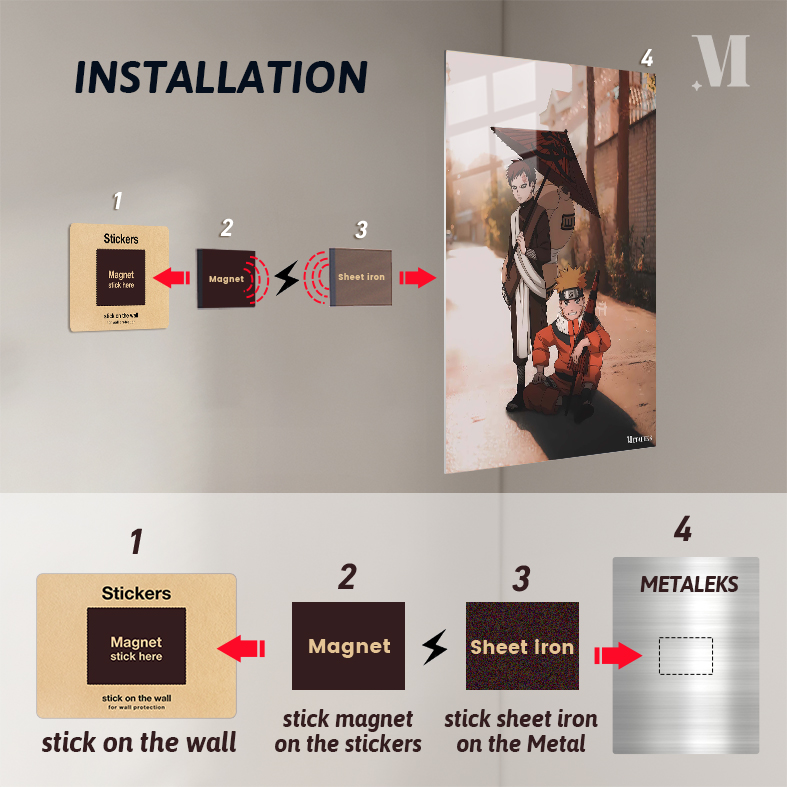 INSTALLATION
M
4
1
2
3
Stickers
Magnet
stick here
stick on the wall
for wall protection
Magnet
Sheet iron
METALEKS
1
2
3
4
Stickers
Magnet
stick here
stick on the wall
for wall protection
stick on the wall
Magnet
stick magnet
on the stickers
Sheet iron
stick sheet iron
on the Metal
METALEKS